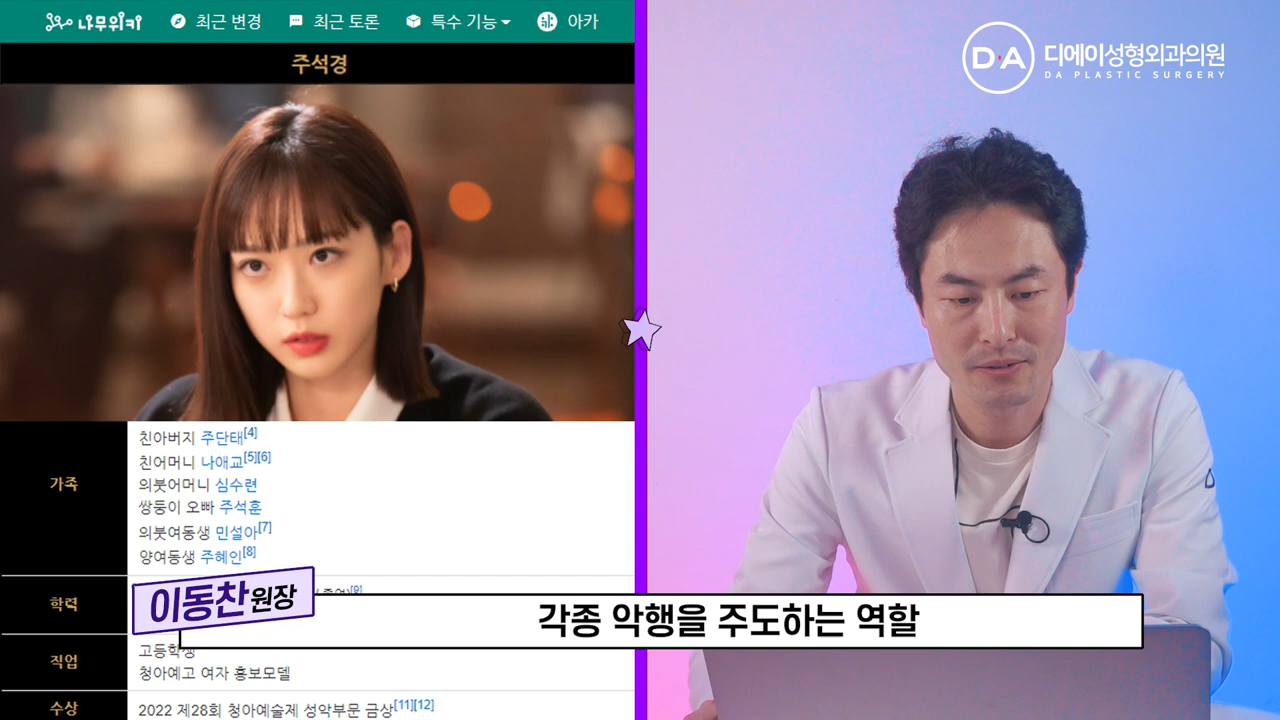 나무위키
최근 변경
최근 토론
특수 기능
아카
주석경
가족
친아버지 주단태[4]
친어머니 나애교[5][6]
의붓어머니 심수련
쌍둥이 오빠 주석훈
의붓여동생 민설아[7]
양여동생 주혜인[8]
학력
직업
고등학생
청아예고 여자 홍보모델
수상
2022 제28회 청아예술제 성악부문 금상[11][12]
D·A 디에이성형외과의원
DA PLASTIC SURGERY
이동찬 원장
각종 악행을 주도하는 역할